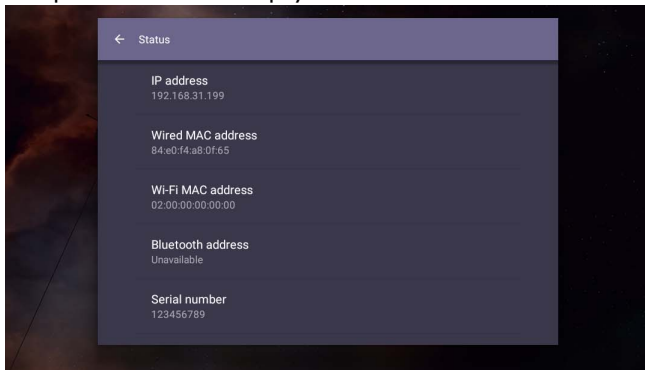 Status
IP address
192.168.31.199
Wired MAC address
84:e0:f4:a8:0f:65
Wi-Fi MAC address
02:00:00:00:00:00
Bluetooth address
Unavailable
Serial number
123456789